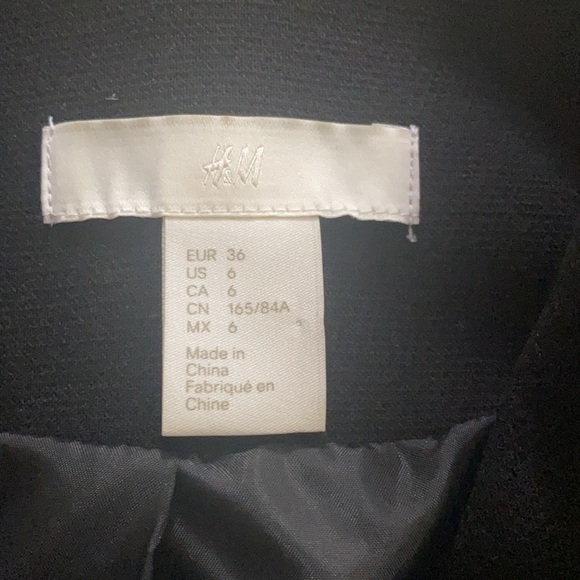 H&M
EUR 36
US 6
CA 6
CN 165/84A
MX 6
Made in
China
Fabriqué en
Chine